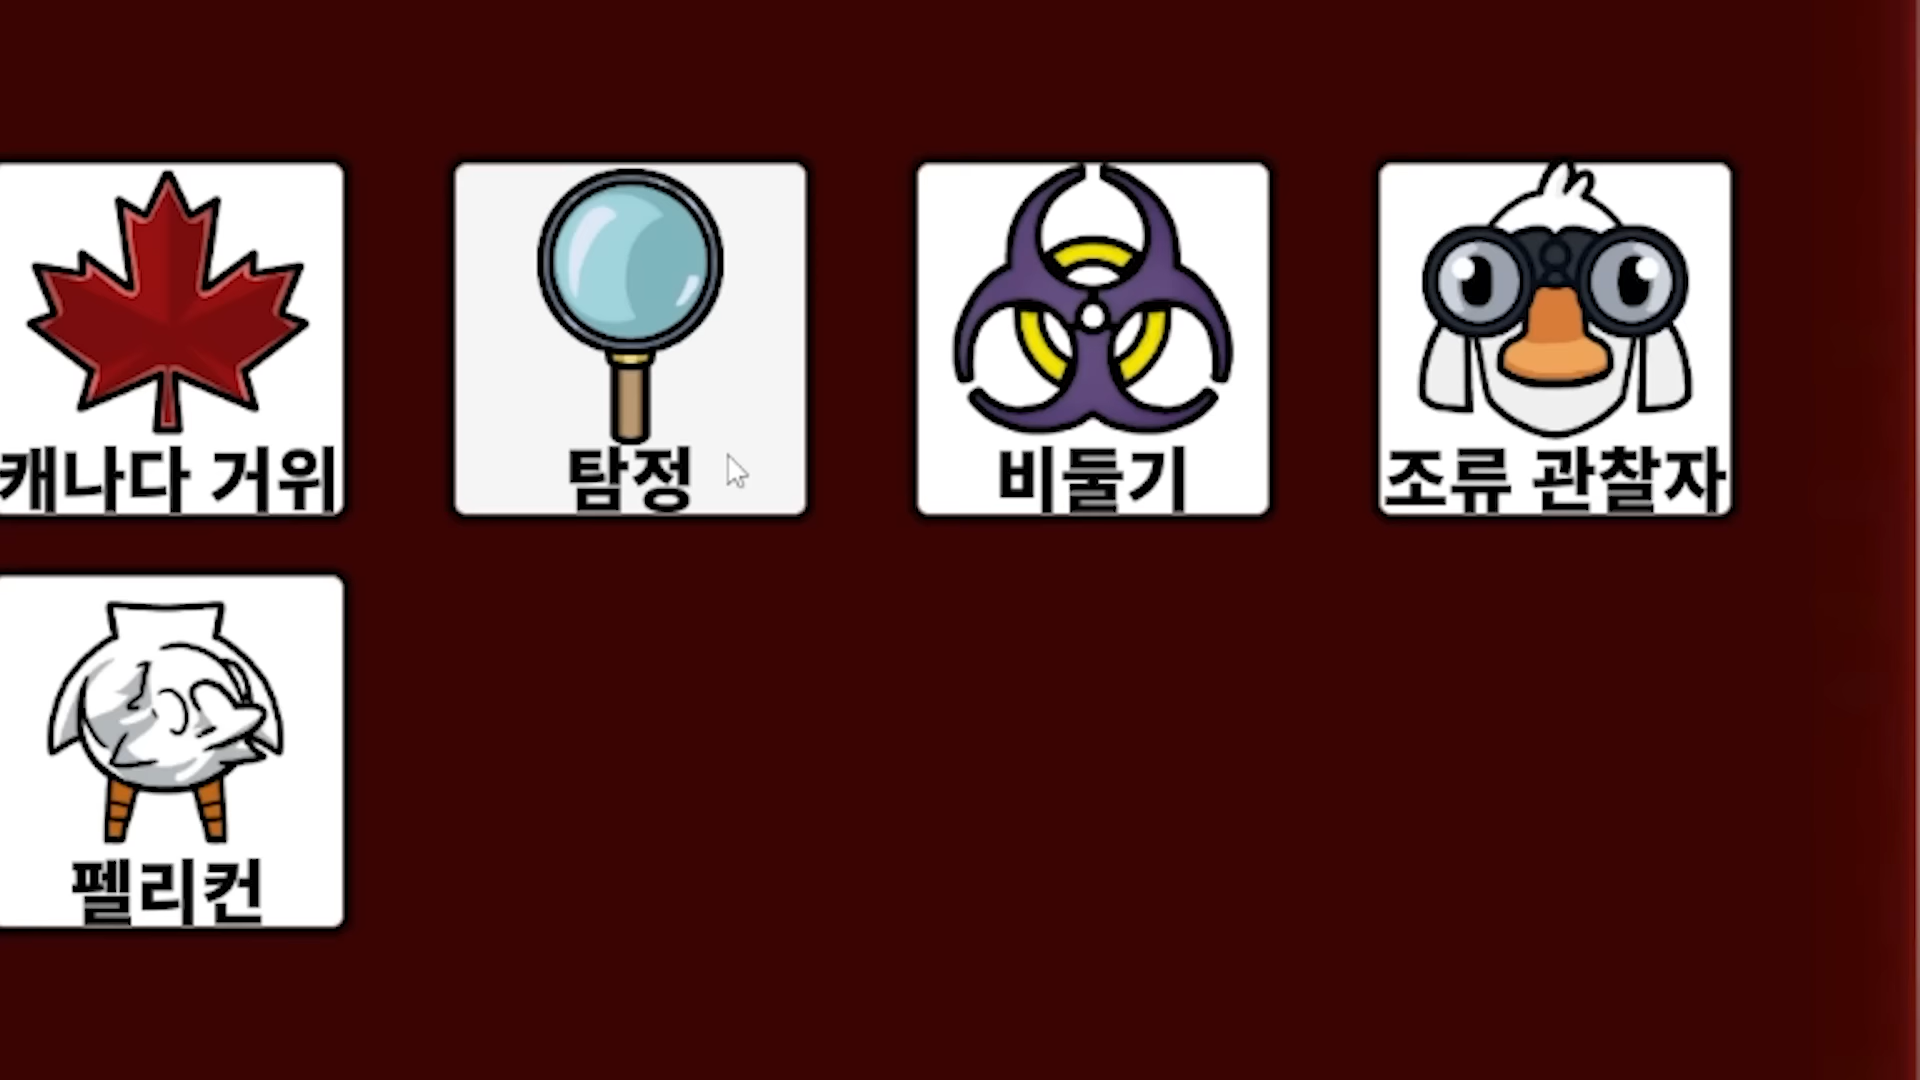 캐나다 거위
탐정
비둘기
조류 관찰자
펠리컨